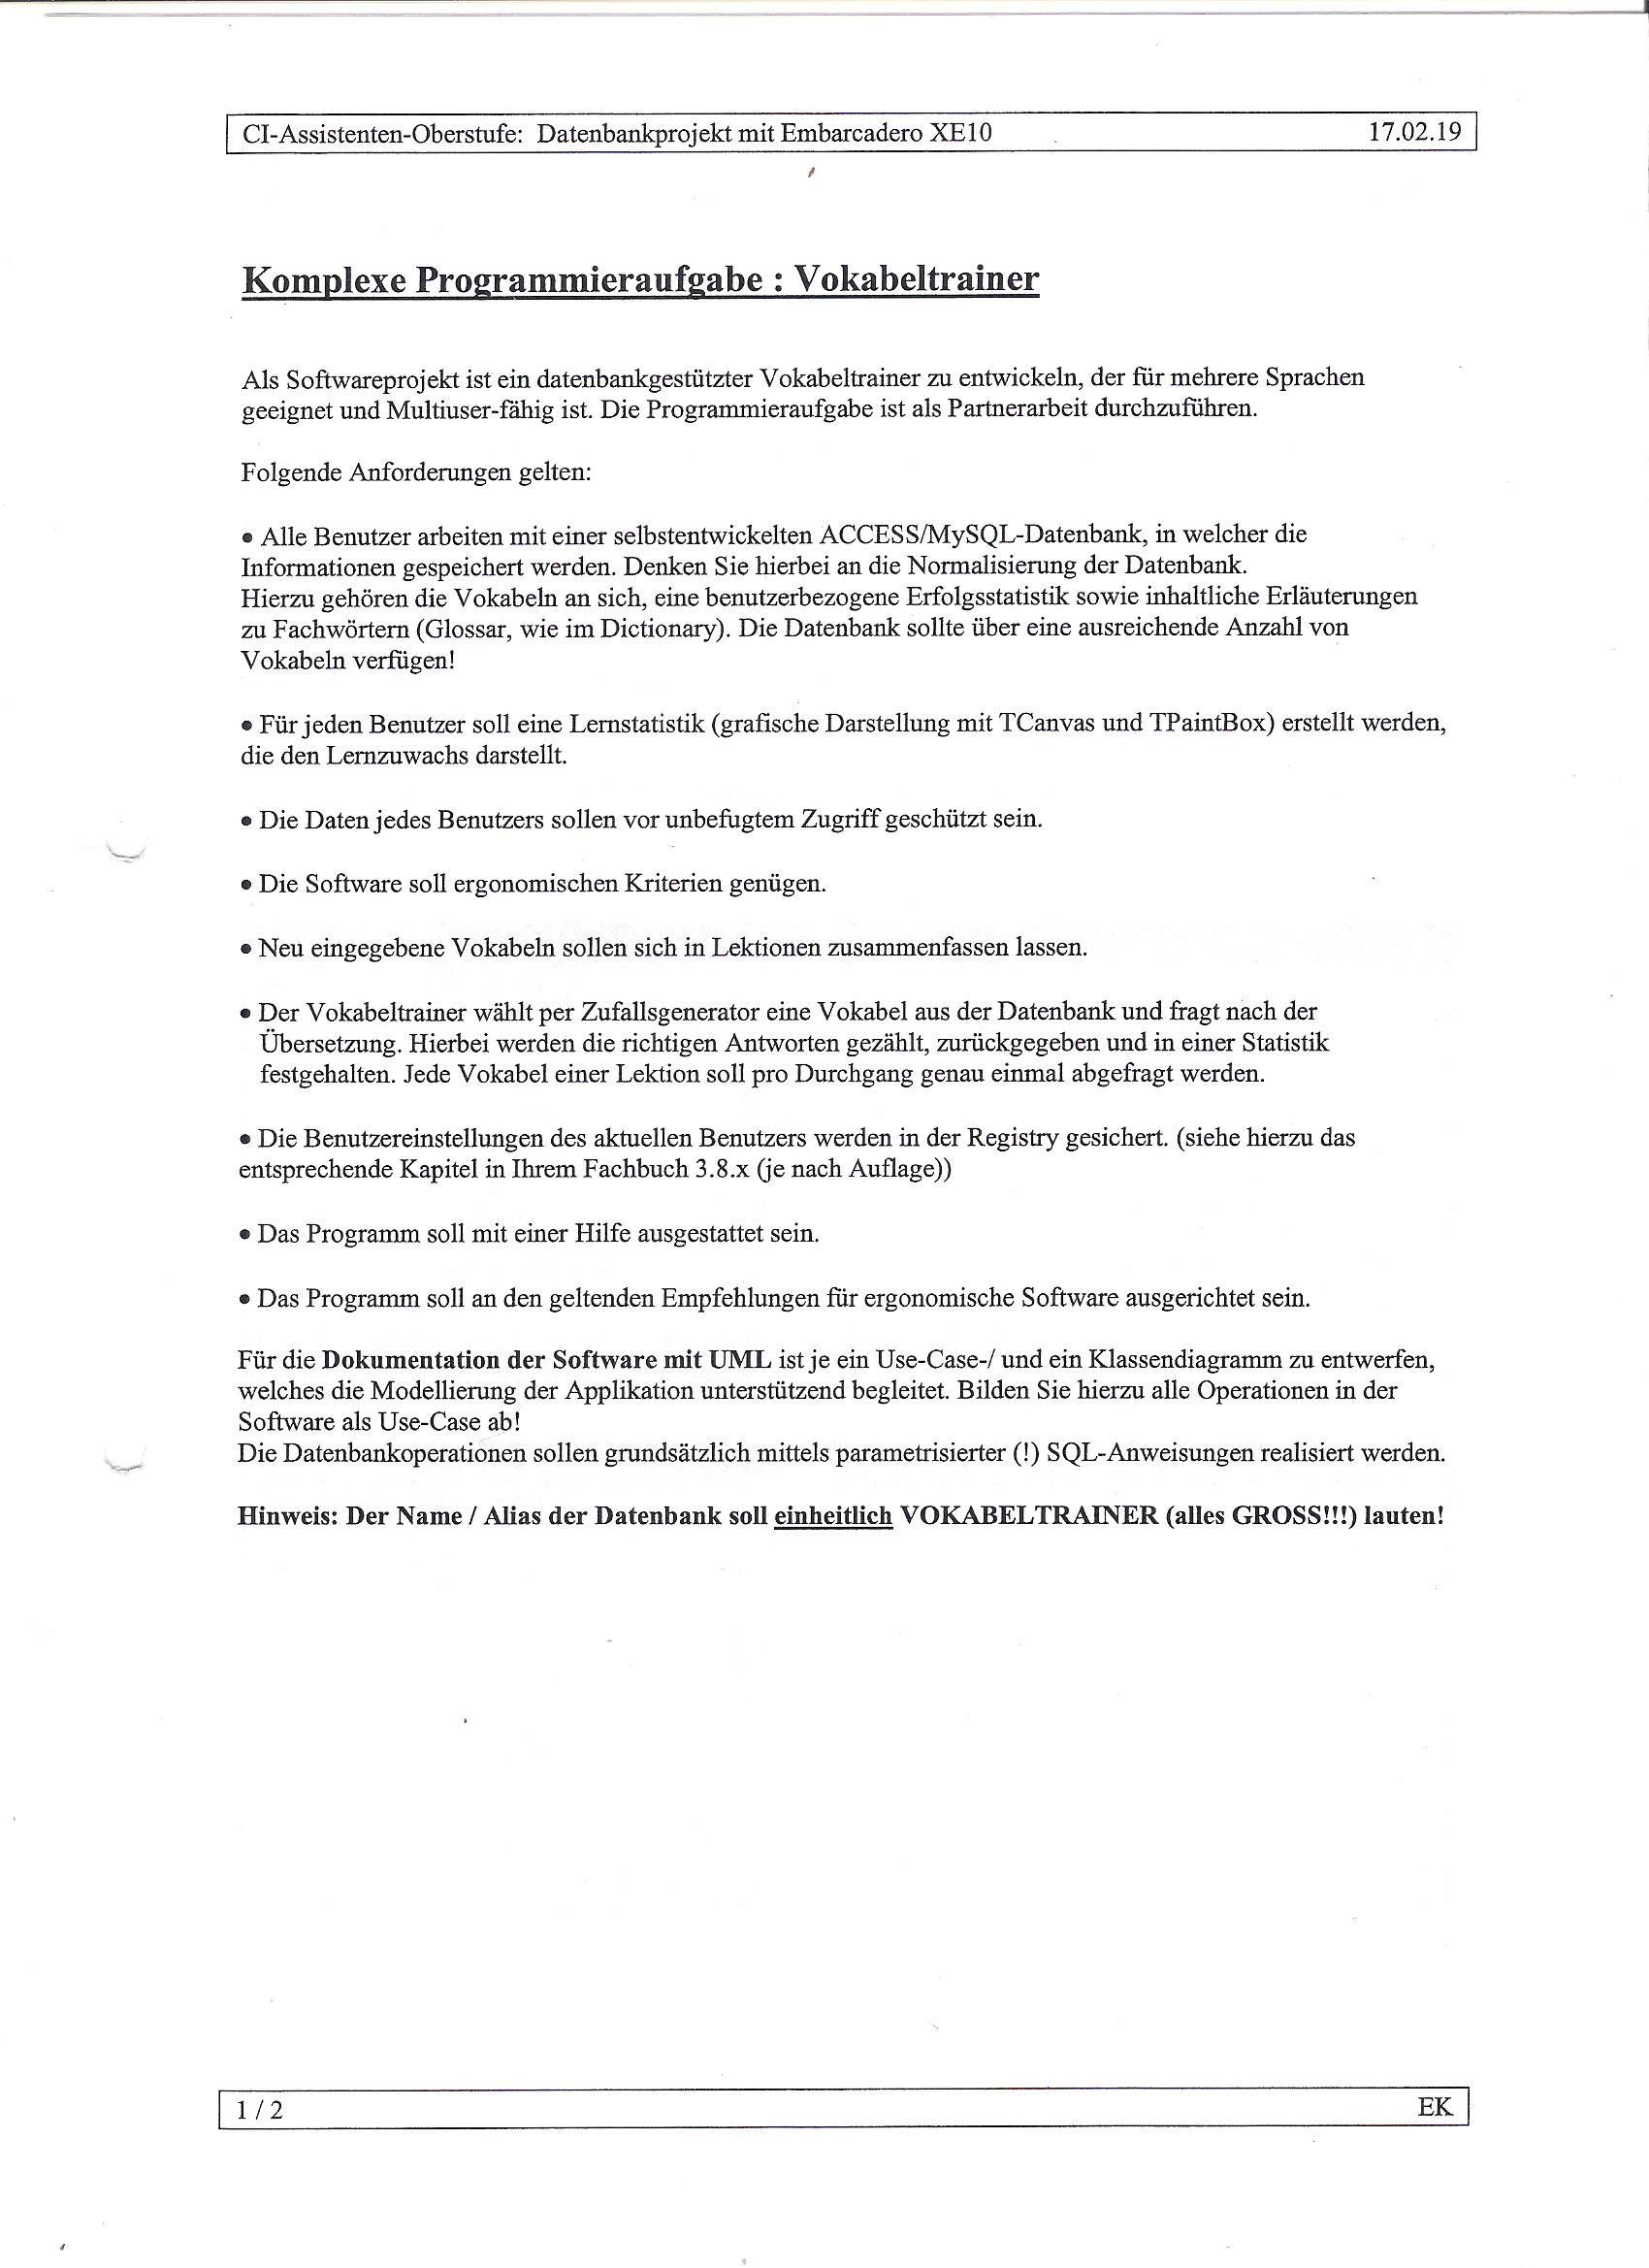 CI-Assistenten-Oberstufe: Datenbankprojekt mit Embarcadero XE10 17.02.19
Komplexe Programmieraufgabe : Vokabeltrainer
Als Softwareprojekt ist ein datenbankgestützter Vokabeltrainer zu entwickeln, der für mehrere Sprachen
geeignet und Multiuser-fähig ist. Die Programmieraufgabe ist als Partnerarbeit durchzuführen.
Folgende Anforderungen gelten:
• Alle Benutzer arbeiten mit einer selbstentwickelten ACCESS/MySQL-Datenbank, in welcher die
Informationen gespeichert werden. Denken Sie hierbei an die Normalisierung der Datenbank.
Hierzu gehören die Vokabeln an sich, eine benutzerbezogene Erfolgsstatistik sowie inhaltliche Erläuterungen
zu Fachwörtern (Glossar, wie im Dictionary). Die Datenbank sollte über eine ausreichende Anzahl von
Vokabeln verfügen!
• Für jeden Benutzer soll eine Lernstatistik (grafische Darstellung mit TCanvas und TPaintBox) erstellt werden,
die den Lernzuwachs darstellt.
• Die Daten jedes Benutzers sollen vor unbefugtem Zugriff geschützt sein.
• Die Software soll ergonomischen Kriterien genügen.
• Neu eingegebene Vokabeln sollen sich in Lektionen zusammenfassen lassen.
• Der Vokabeltrainer wählt per Zufallsgenerator eine Vokabel aus der Datenbank und fragt nach der
Übersetzung. Hierbei werden die richtigen Antworten gezählt, zurückgegeben und in einer Statistik
festgehalten. Jede Vokabel einer Lektion soll pro Durchgang genau einmal abgefragt werden.
• Die Benutzereinstellungen des aktuellen Benutzers werden in der Registry gesichert. (siehe hierzu das
entsprechende Kapitel in Ihrem Fachbuch 3.8.x (je nach Auflage))
• Das Programm soll mit einer Hilfe ausgestattet sein.
• Das Programm soll an den geltenden Empfehlungen für ergonomische Software ausgerichtet sein.
Für die Dokumentation der Software mit UML ist je ein Use-Case-/ und ein Klassendiagramm zu entwerfen,
welches die Modellierung der Applikation unterstützend begleitet. Bilden Sie hierzu alle Operationen in der
Software als Use-Case ab!
Die Datenbankoperationen sollen grundsätzlich mittels parametrisierter (!) SQL-Anweisungen realisiert werden.
Hinweis: Der Name / Alias der Datenbank soll einheitlich VOKABELTRAINER (alles GROSS!!!) lauten!
1 / 2 EK